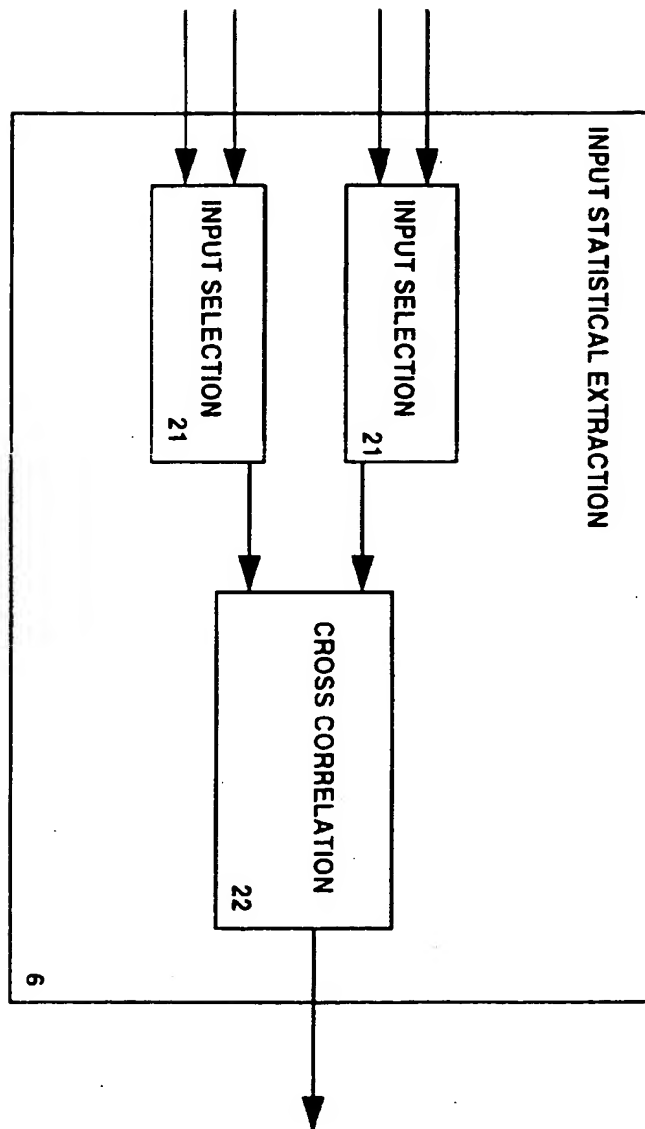 INPUT STATISTICAL EXTRACTION
INPUT SELECTION
21
INPUT SELECTION
21
CROSS CORRELATION
22
6